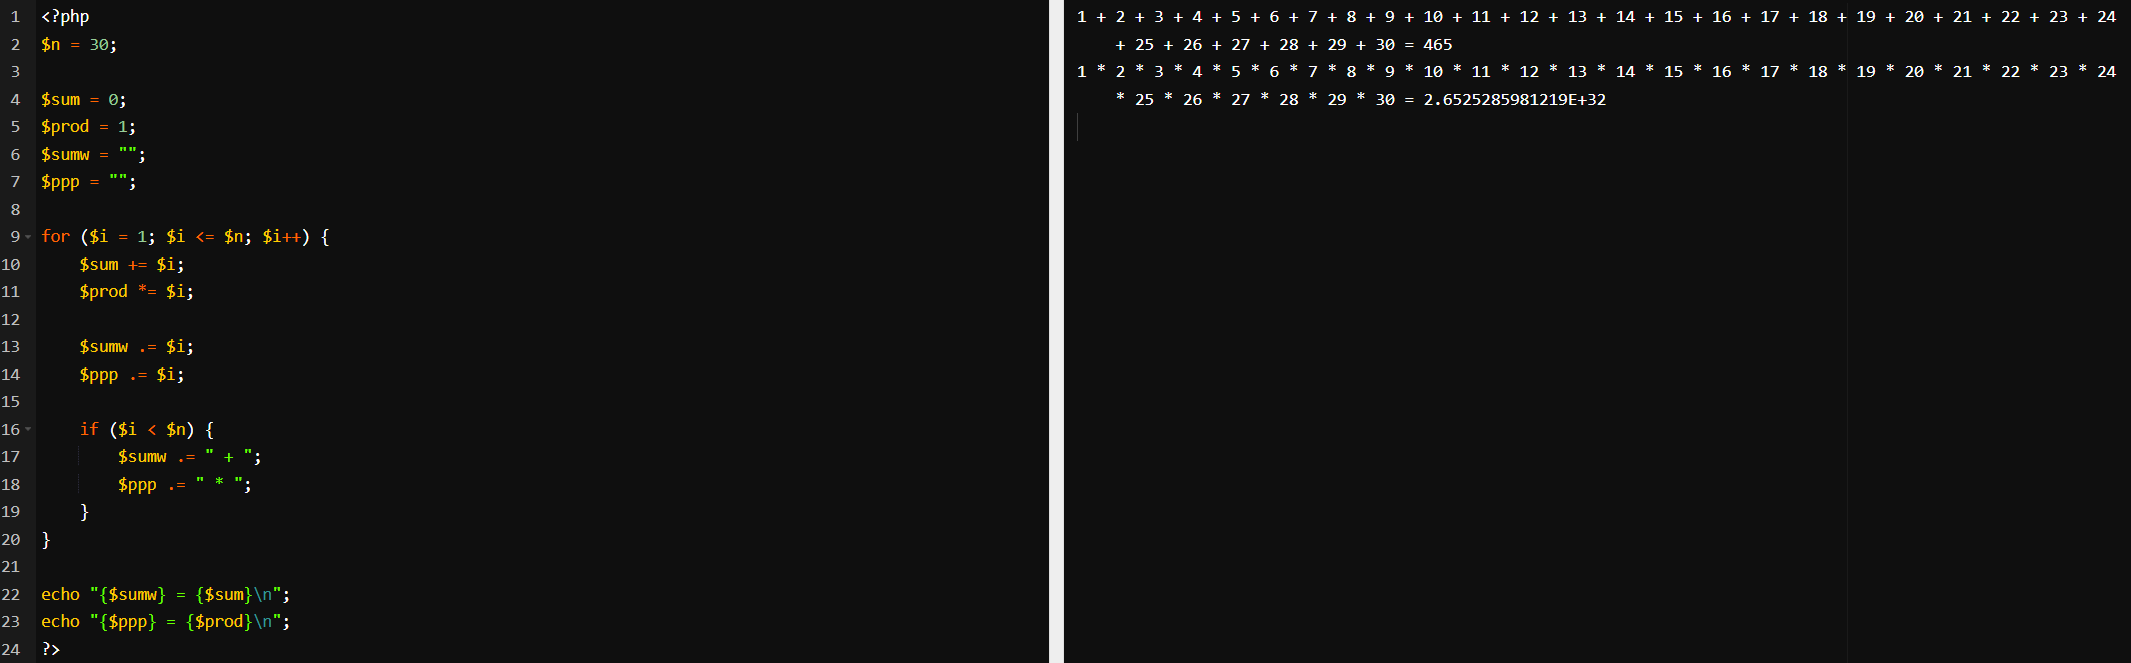 1 <?php
2 $n = 30;
3
4 $sum = 0;
5 $prod = 1;
6 $sumw = "";
7 $ppp = "";
8
9 for ($i = 1; $i <= $n; $i++) {
10     $sum += $i;
11     $prod *= $i;
12
13     $sumw .= $i;
14     $ppp .= $i;
15
16     if ($i < $n) {
17         $sumw .= " + ";
18         $ppp .= " * ";
19     }
20 }
21
22 echo "{$sumw} = {$sum}\n";
23 echo "{$ppp} = {$prod}\n";
24 ?>
1 + 2 + 3 + 4 + 5 + 6 + 7 + 8 + 9 + 10 + 11 + 12 + 13 + 14 + 15 + 16 + 17 + 18 + 19 + 20 + 21 + 22 + 23 + 24
    + 25 + 26 + 27 + 28 + 29 + 30 = 465
1 * 2 * 3 * 4 * 5 * 6 * 7 * 8 * 9 * 10 * 11 * 12 * 13 * 14 * 15 * 16 * 17 * 18 * 19 * 20 * 21 * 22 * 23 * 24
    * 25 * 26 * 27 * 28 * 29 * 30 = 2.6525285981219E+32